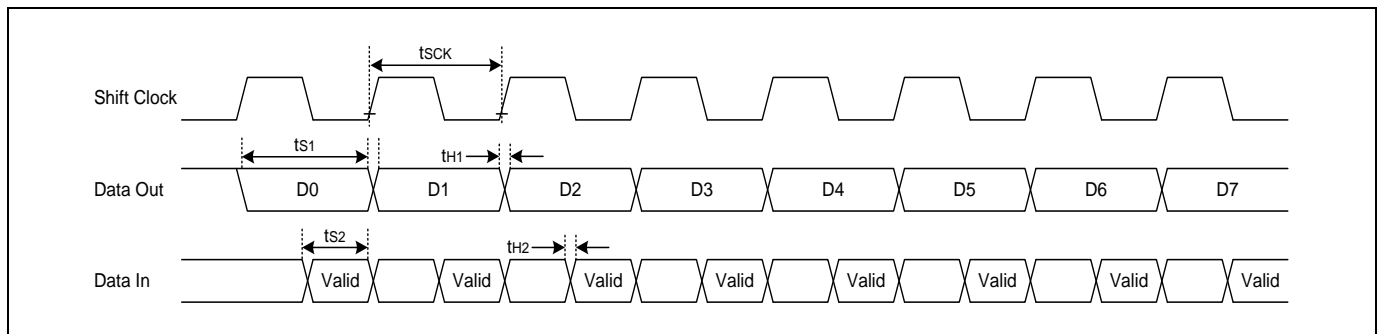 tSCK
Shift Clock
tS1
tH1
Data Out D0 D1 D2 D3 D4 D5 D6 D7
tS2
tH2
Data In Valid Valid Valid Valid Valid Valid Valid Valid